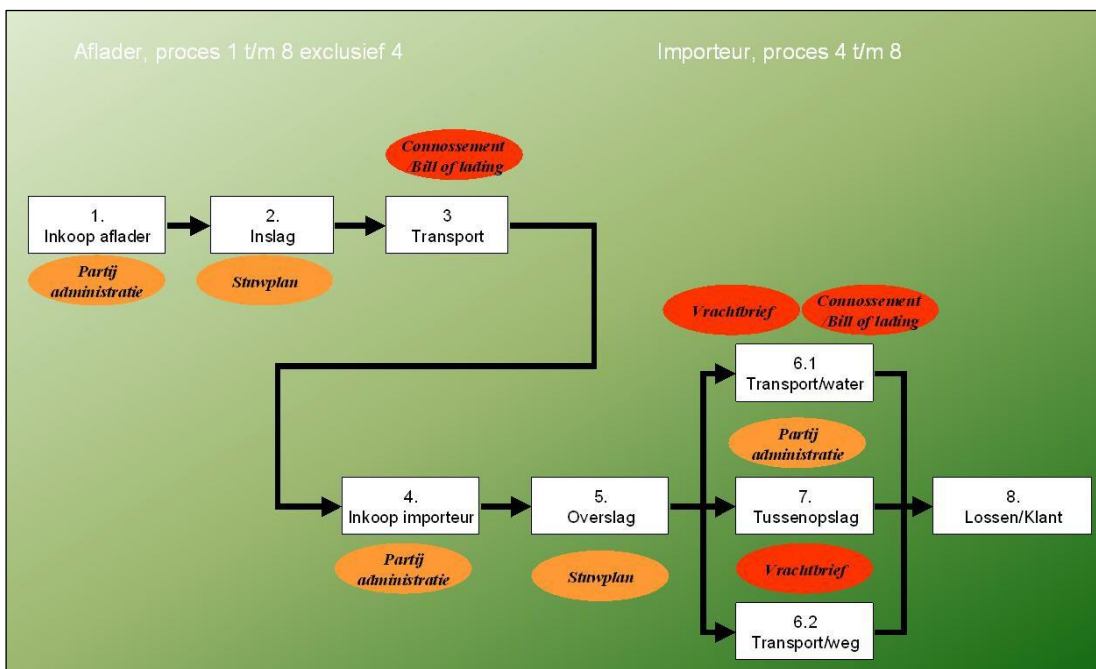 Aflader, proces 1 t/m 8 exclusief 4
Importeur, proces 4 t/m 8
Connossement
/Bill of lading
1.
Inkoop aflader
2.
Inslag
3
Transport
Partij
administratie
Stuwplan
Vrachtbrief
Connossement
/Bill of lading
6.1
Transport/water
Partij
administratie
4.
Inkoop importeur
5.
Overslag
7.
Tussenopslag
8.
Lossen/Klant
Partij
administratie
Stuwplan
Vrachtbrief
6.2
Transport/weg